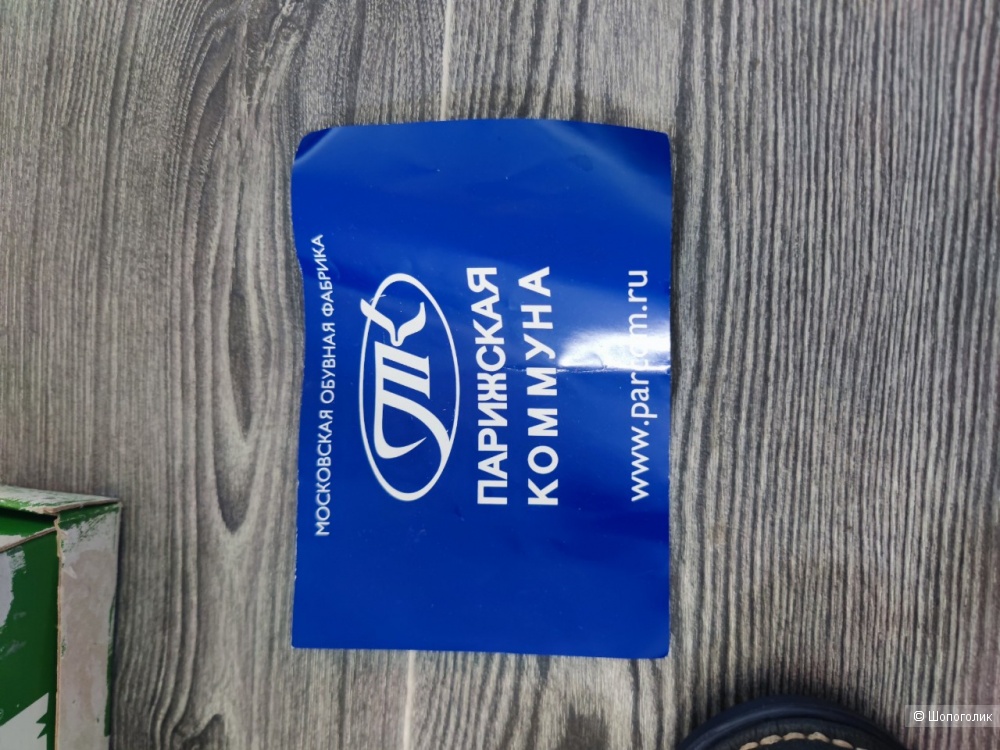 МОСКОВСКАЯ ОБУВНАЯ ФАБРИКА
ПК
ПАРИЖСКАЯ
КОММУНА
© Шопоголик